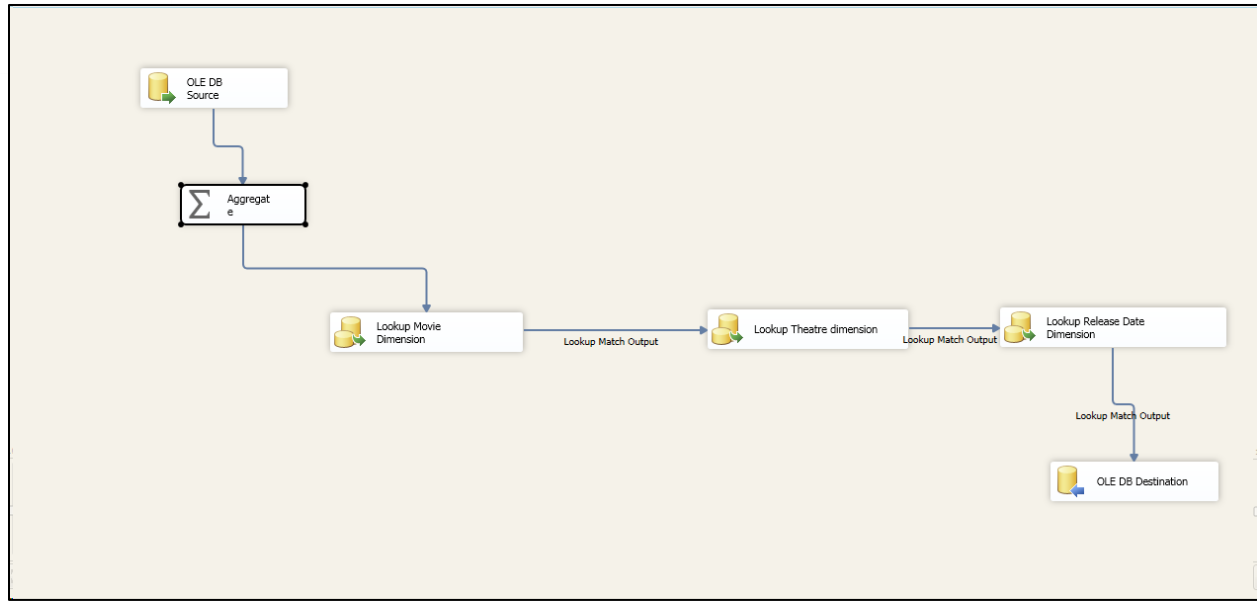 OLE DB
Source
Aggregat
e
Lookup Movie
Dimension
Lookup Match Output
Lookup Theatre dimension
Lookup Match Output
Lookup Release Date
Dimension
Lookup Match Output
OLE DB Destination